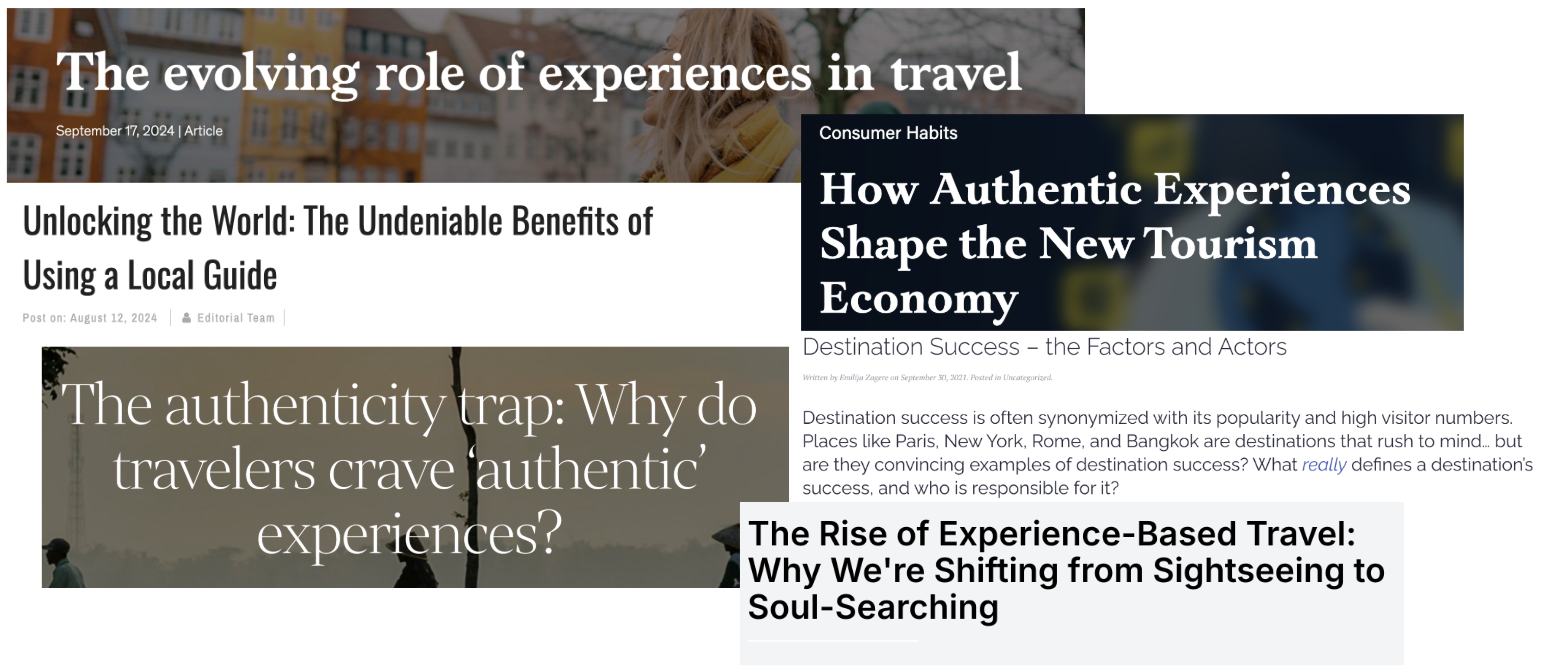 The evolving role of experiences in travel
September 17, 2024 | Article
Consumer Habits
How Authentic Experiences
Shape the New Tourism
Economy
Unlocking the World: The Undeniable Benefits of
Using a Local Guide
Post on: August 12, 2024 | Editorial Team |
Destination Success – the Factors and Actors
Written by Emilija Zagere on September 30, 2021. Posted in Uncategorized.
Destination success is often synonymized with its popularity and high visitor numbers.
Places like Paris, New York, Rome, and Bangkok are destinations that rush to mind… but
are they convincing examples of destination success? What really defines a destination's
success, and who is responsible for it?
The authenticity trap: Why do
travelers crave ‘authentic’
experiences?
The Rise of Experience-Based Travel:
Why We're Shifting from Sightseeing to
Soul-Searching